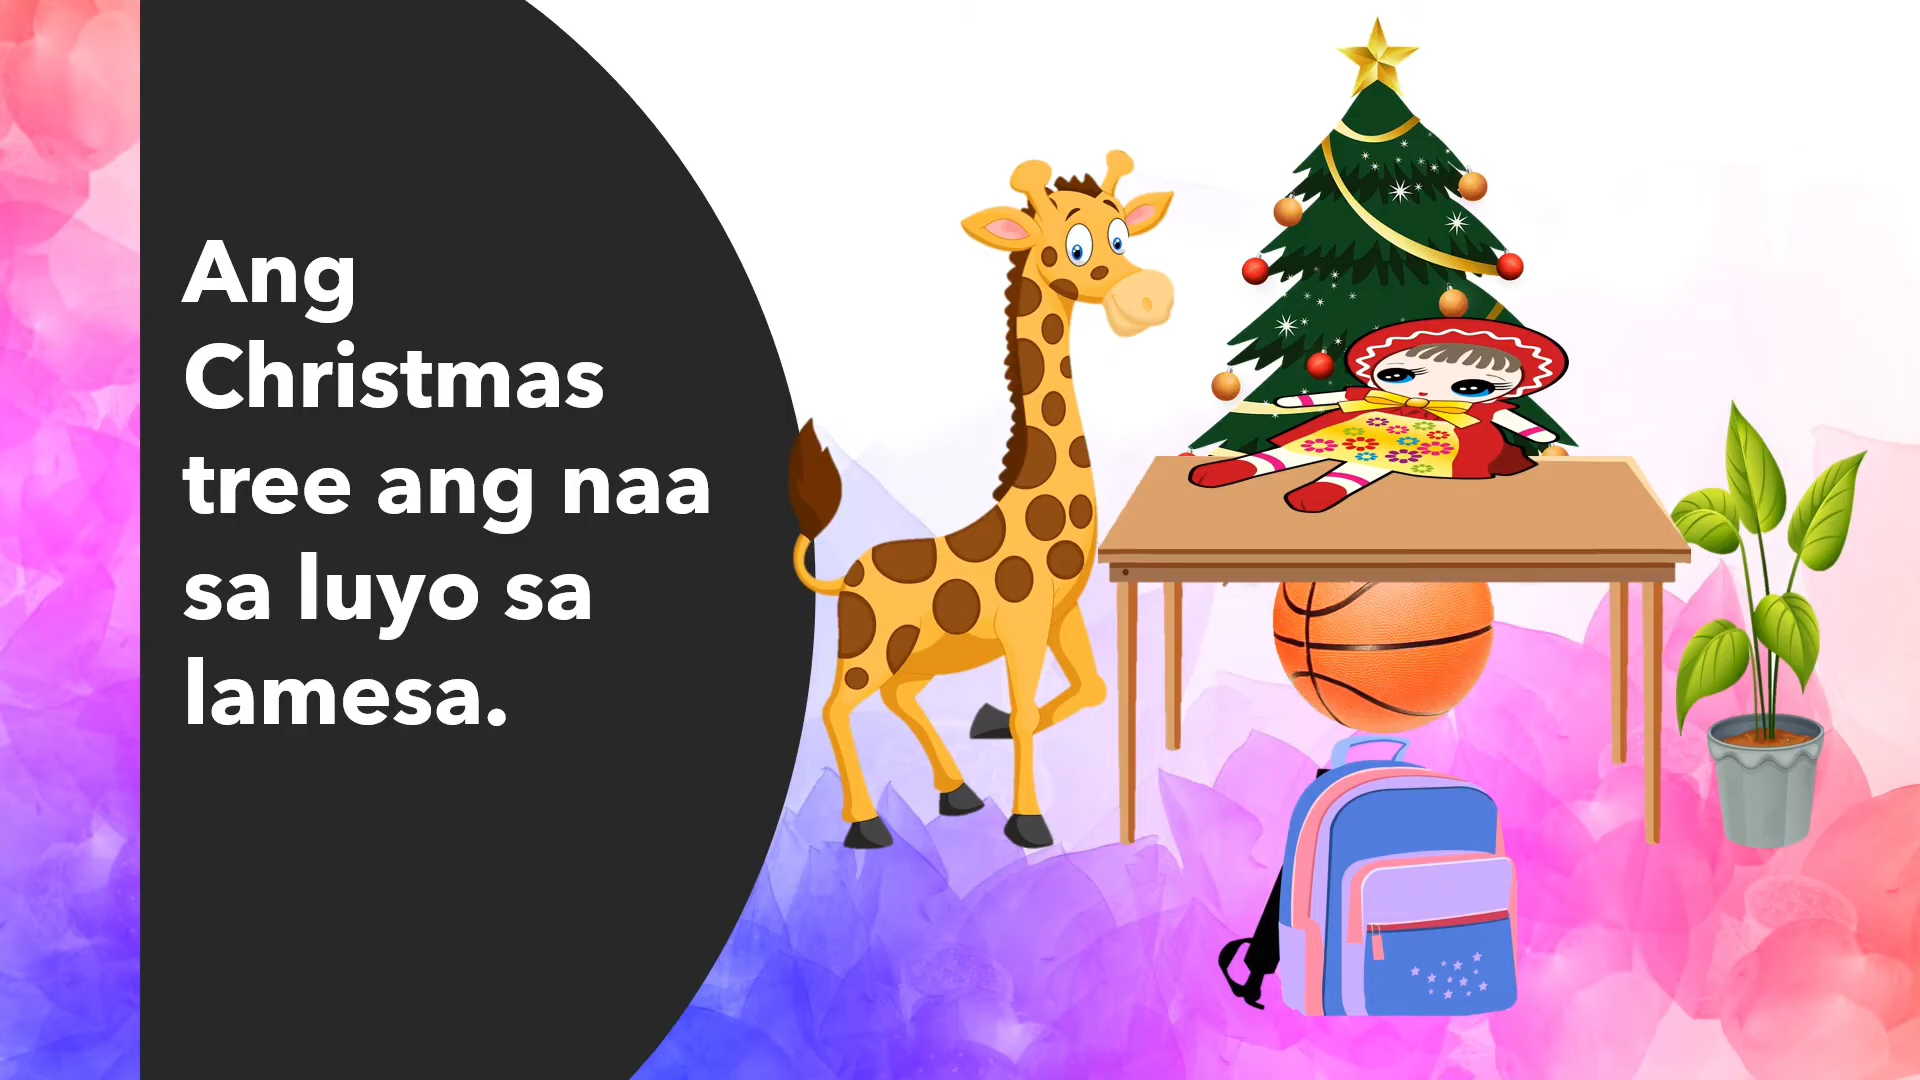 Ang
Christmas
tree ang naa
sa luyo sa
lamesa.